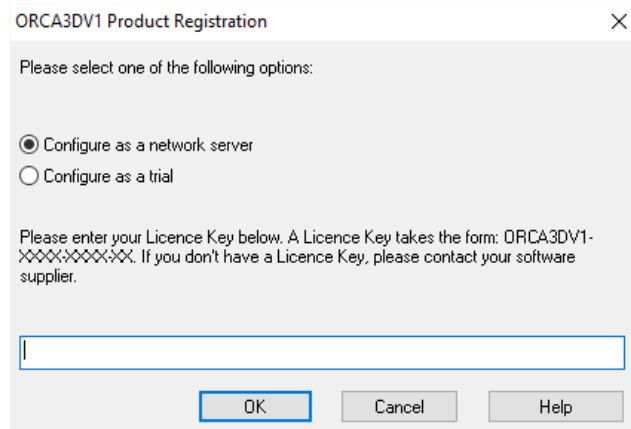 ORCA3DV1 Product Registration
Please select one of the following options:
Configure as a network server
Configure as a trial
Please enter your Licence Key below. A Licence Key takes the form: ORCA3DV1-
XXXX-XXXX-XX. If you don't have a Licence Key, please contact your software
supplier.
OK Cancel Help